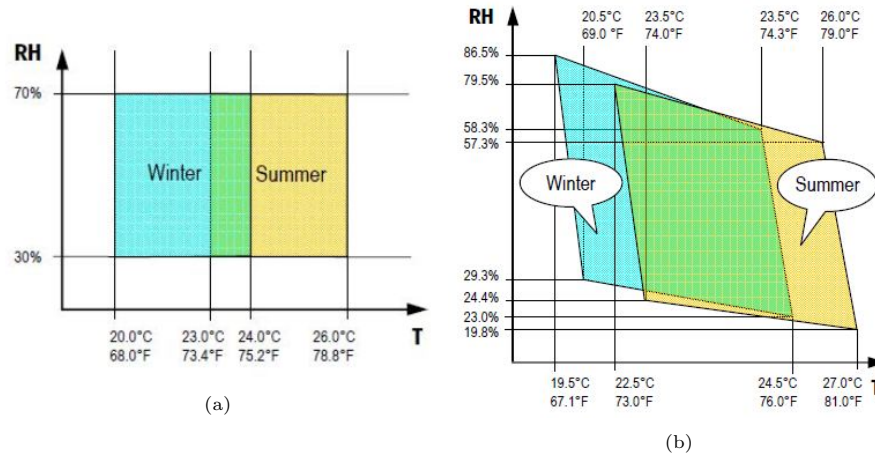 RH
70%
30%
Winter
Summer
T
20.0°C
68.0°F
23.0°C
73.4°F
24.0°C
75.2°F
26.0°C
78.8°F
(a)
RH
20.5°C
69.0 °F
23.5°C
74.0°F
23.5°C
74.3°F
26.0°C
79.0°F
86.5%
79.5%
58.3%
57.3%
29.3%
24.4%
23.0%
19.8%
Winter
Summer
T
19.5°C
67.1°F
22.5°C
73.0°F
24.5°C
76.0°F
27.0°C
81.0°F
(b)